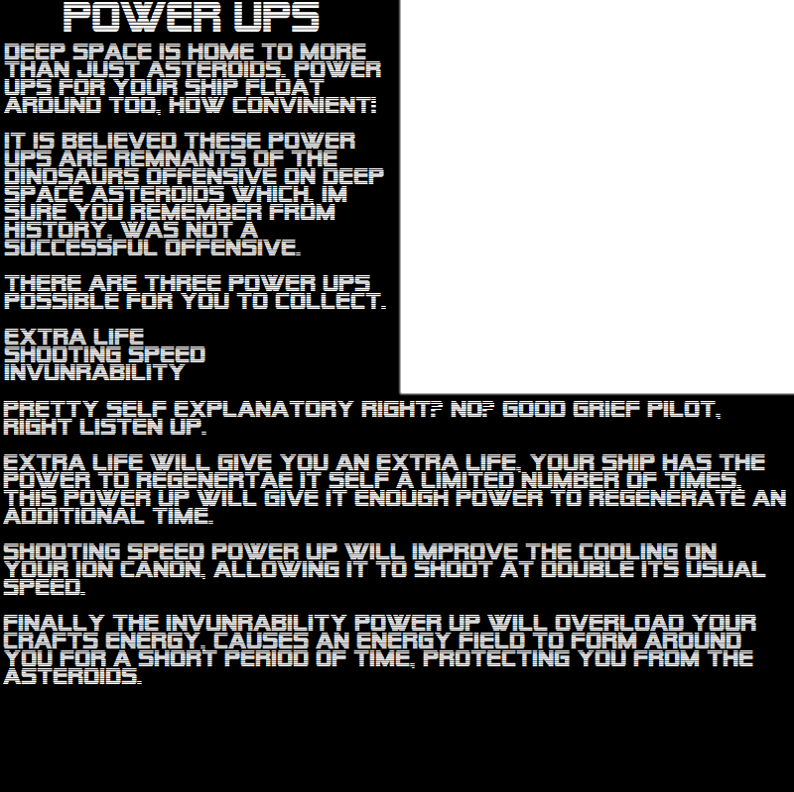 POWER UPS
DEEP SPACE IS HOME TO MORE
THAN JUST ASTEROIDS. POWER
UPS FOR YOUR SHIP FLOAT
AROUND TOO, HOW CONVINIENT!
IT IS BELIEVED THESE POWER
UPS ARE REMNANTS OF THE
DINOSAURS OFFENSIVE ON DEEP
SPACE ASTEROIDS WHICH, IM
SURE YOU REMEMBER FROM
HISTORY, WAS NOT A
SUCCESSFUL OFFENSIVE.
THERE ARE THREE POWER UPS
POSSIBLE FOR YOU TO COLLECT.
EXTRA LIFE
SHOOTING SPEED
INVUNRABILITY
PRETTY SELF EXPLANATORY RIGHT? NO? GOOD GRIEF PILOT,
RIGHT LISTEN UP.
EXTRA LIFE WILL GIVE YOU AN EXTRA LIFE, YOUR SHIP HAS THE
POWER TO REGENERTAE IT SELF A LIMITED NUMBER OF TIMES,
THIS POWER UP WILL GIVE IT ENOUGH POWER TO REGENERATE AN
ADDITIONAL TIME.
SHOOTING SPEED POWER UP WILL IMPROVE THE COOLING ON
YOUR ION CANON, ALLOWING IT TO SHOOT AT DOUBLE ITS USUAL
SPEED.
FINALLY THE INVUNRABILITY POWER UP WILL OVERLOAD YOUR
CRAFTS ENERGY, CAUSES AN ENERGY FIELD TO FORM AROUND
YOU FOR A SHORT PERIOD OF TIME, PROTECTING YOU FROM THE
ASTEROIDS.